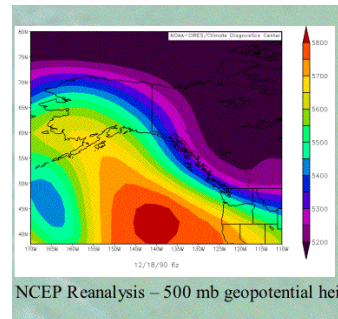 NOAA-CIRES/Climate Diagnostics Center
80N
75N
70N
65N
60N
55N
50N
45N
40N
170W 165W 160W 155W 150W 145W 140W 135W 130W 125W 120W 115W 110W
5800
5700
5600
5500
5400
5300
5200
12/18/90 6z
NCEP Reanalysis – 500 mb geopotential hei